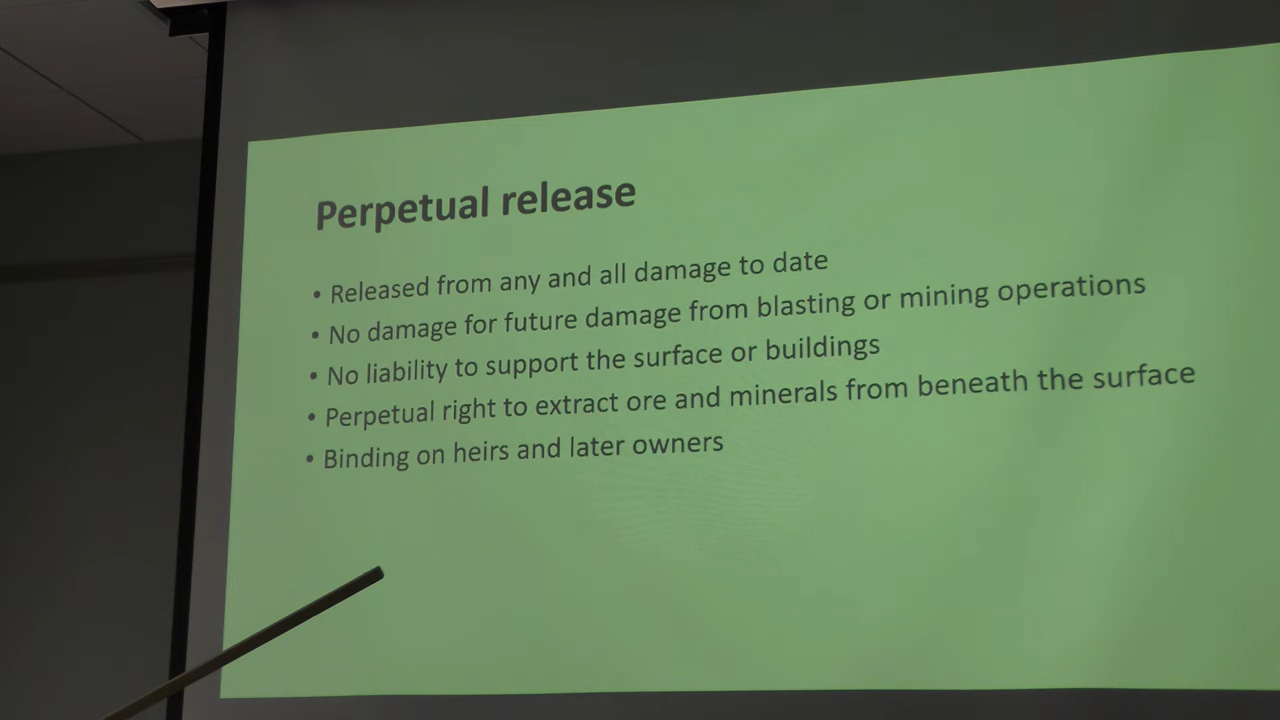 Perpetual release
• Released from any and all damage to date
• No damage for future damage from blasting or mining operations
• No liability to support the surface or buildings
• Perpetual right to extract ore and minerals from beneath the surface
• Binding on heirs and later owners